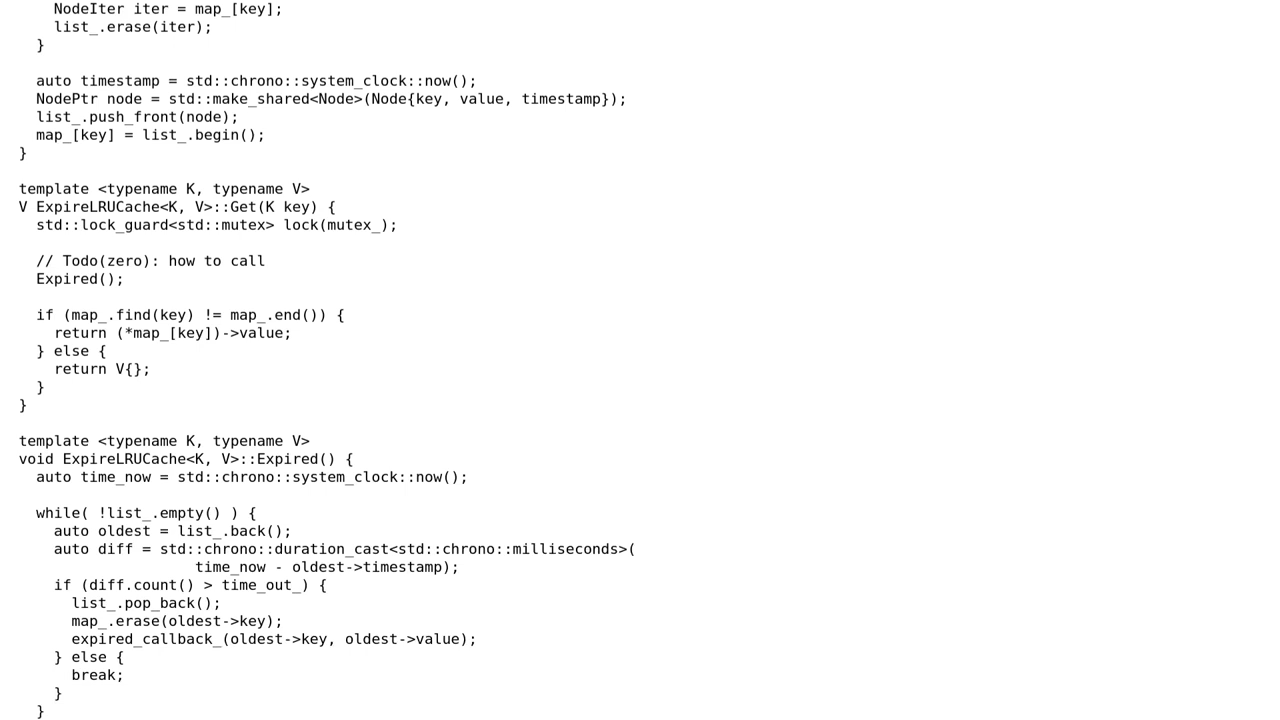 NodeIter iter = map_[key];
    list_.erase(iter);
  }

  auto timestamp = std::chrono::system_clock::now();
  NodePtr node = std::make_shared<Node>(Node{key, value, timestamp});
  list_.push_front(node);
  map_[key] = list_.begin();
}

template <typename K, typename V>
V ExpireLRUCache<K, V>::Get(K key) {
  std::lock_guard<std::mutex> lock(mutex_);

  // Todo(zero): how to call
  Expired();

  if (map_.find(key) != map_.end()) {
    return (*map_[key])->value;
  } else {
    return V{};
  }
}

template <typename K, typename V>
void ExpireLRUCache<K, V>::Expired() {
  auto time_now = std::chrono::system_clock::now();

  while( !list_.empty() ) {
    auto oldest = list_.back();
    auto diff = std::chrono::duration_cast<std::chrono::milliseconds>(
                    time_now - oldest->timestamp);
    if (diff.count() > time_out_) {
      list_.pop_back();
      map_.erase(oldest->key);
      expired_callback_(oldest->key, oldest->value);
    } else {
      break;
    }
  }